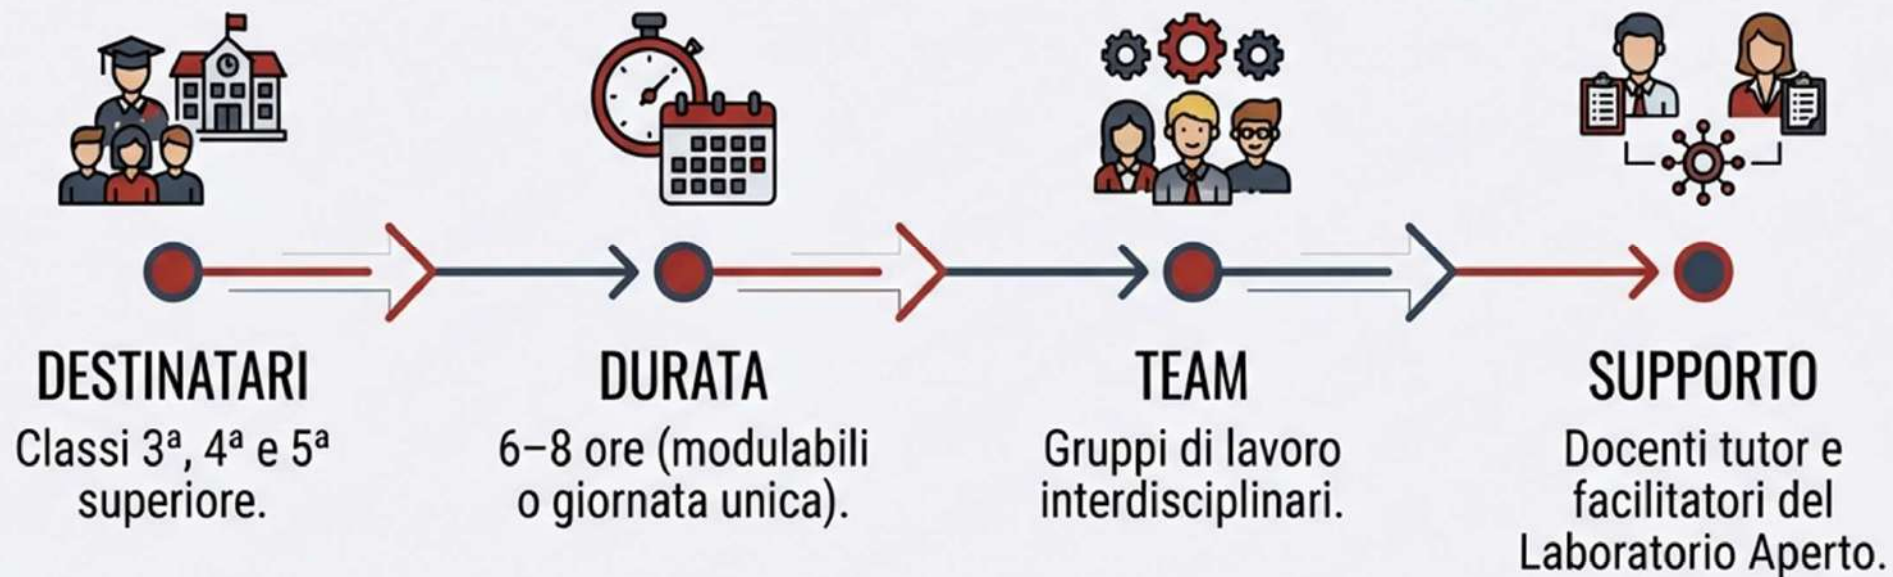 DESTINATARI
Classi 3ª, 4ª e 5ª
superiore.
DURATA
6–8 ore (modulabili
o giornata unica).
TEAM
Gruppi di lavoro
interdisciplinari.
SUPPORTO
Docenti tutor e
facilitatori del
Laboratorio Aperto.